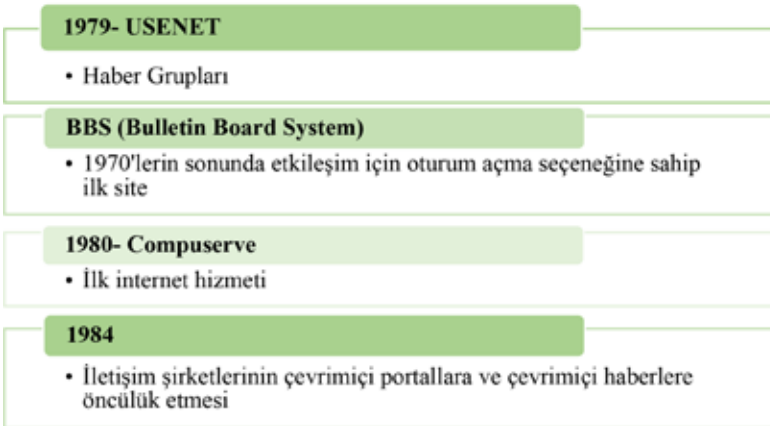 1979- USENET
• Haber Grupları
BBS (Bulletin Board System)
• 1970'lerin sonunda etkileşim için oturum açma seçeneğine sahip
ilk site
1980- Compuserve
• İlk internet hizmeti
1984
• İletişim şirketlerinin çevrimiçi portallara ve çevrimiçi haberlere
öncülük etmesi